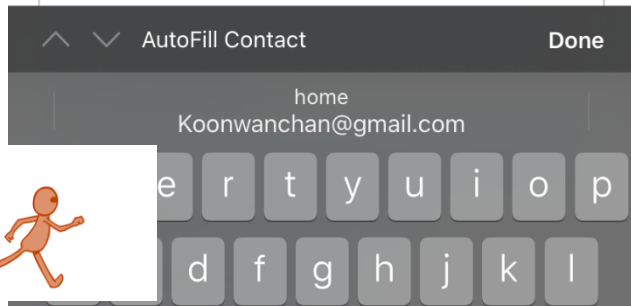 AutoFill Contact Done
home
Koonwanchan@gmail.com
e r t y u i o p
d f g h j k l